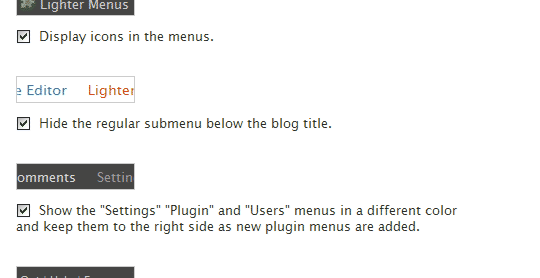 Lighter Menus
Display icons in the menus.
e Editor Lighter
Hide the regular submenu below the blog title.
omments Settin
Show the "Settings" "Plugin" and "Users" menus in a different color
and keep them to the right side as new plugin menus are added.